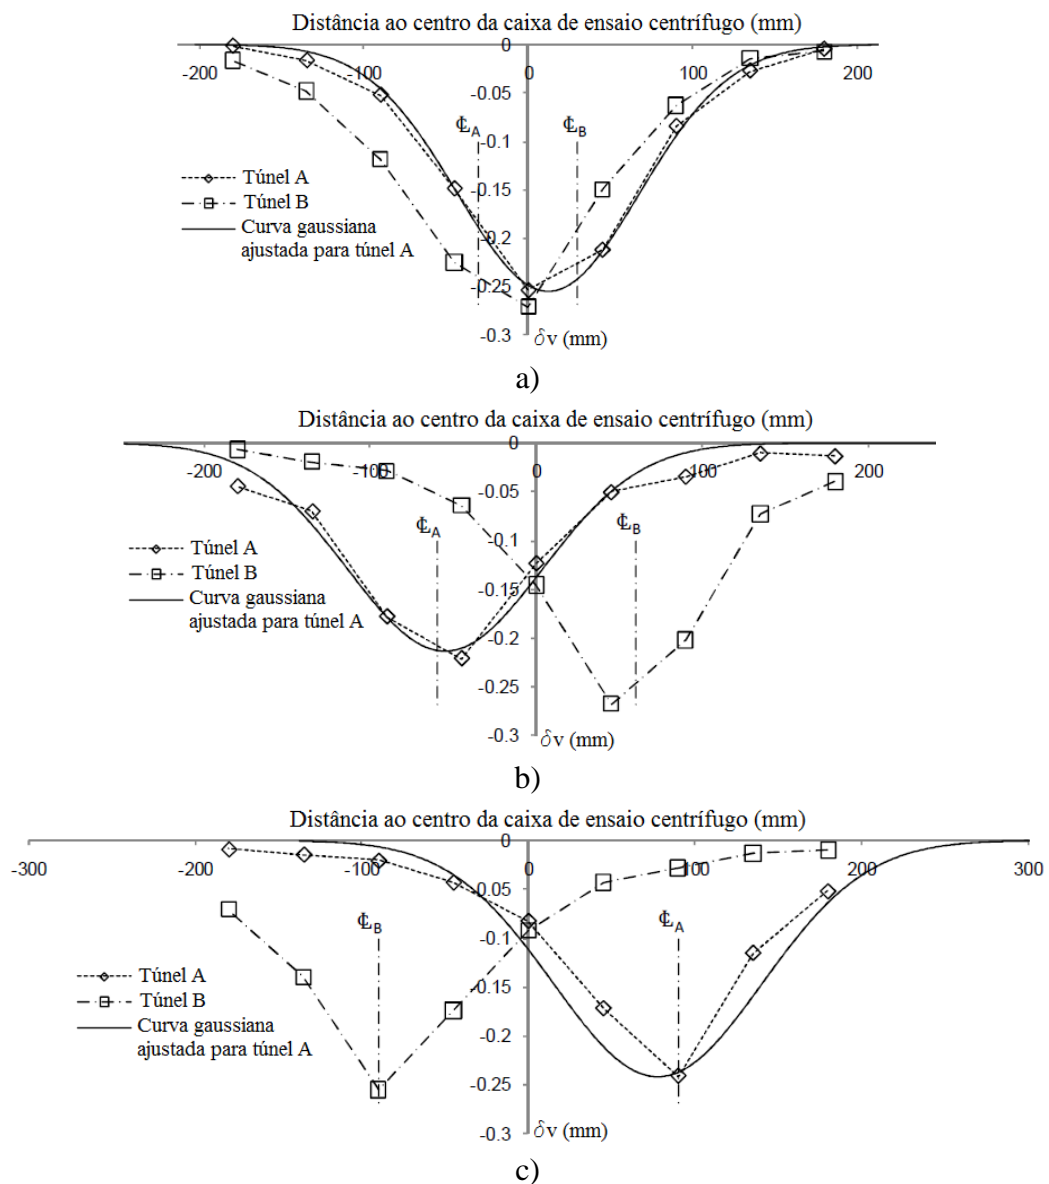 Distância ao centro da caixa de ensaio centrífugo (mm)
0
-200 -100 0 100 200
-0.05
-0.1
℄A ℄B
-0.15
-0.2
-0.25
-0.3
Túnel A
Túnel B
Curva gaussiana
ajustada para túnel A
δv (mm)
a)
Distância ao centro da caixa de ensaio centrífugo (mm)
0
-200 -100 0 100 200
-0.05
-0.1
℄A ℄B
-0.15
-0.2
-0.25
-0.3
Túnel A
Túnel B
Curva gaussiana
ajustada para túnel A
δv (mm)
b)
Distância ao centro da caixa de ensaio centrífugo (mm)
0
-300 -200 -100 0 100 200 300
-0.05
-0.1
℄B ℄A
-0.15
-0.2
-0.25
-0.3
Túnel A
Túnel B
Curva gaussiana
ajustada para túnel A
δv (mm)
c)